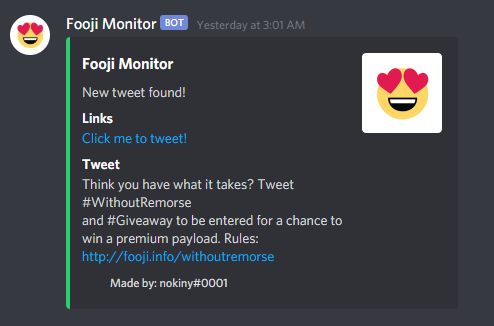 Fooji Monitor BOT Yesterday at 3:01 AM
Fooji Monitor
New tweet found!
Links
Click me to tweet!
Tweet
Think you have what it takes? Tweet
#WithoutRemorse
and #Giveaway to be entered for a chance to
win a premium payload. Rules:
http://fooji.info/withoutremorse
Made by: nokiny#0001